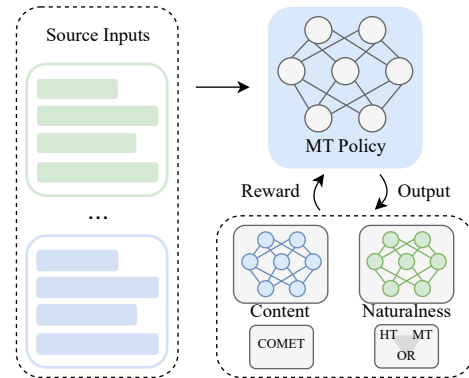 Source Inputs
...
MT Policy
Reward
Output
Content
Naturalness
COMET
HT MT
OR